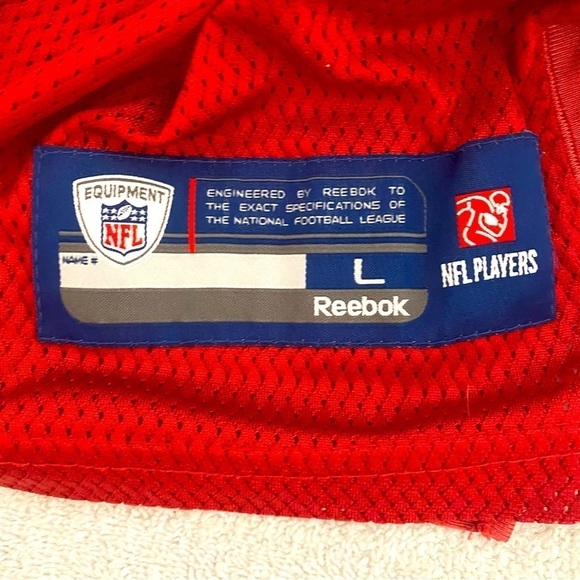 EQUIPMENT
NFL
ENGINEERED BY REEBOK TO
THE EXACT SPECIFICATIONS OF
THE NATIONAL FOOTBALL LEAGUE
NAME #
L
Reebok
NFL PLAYERS